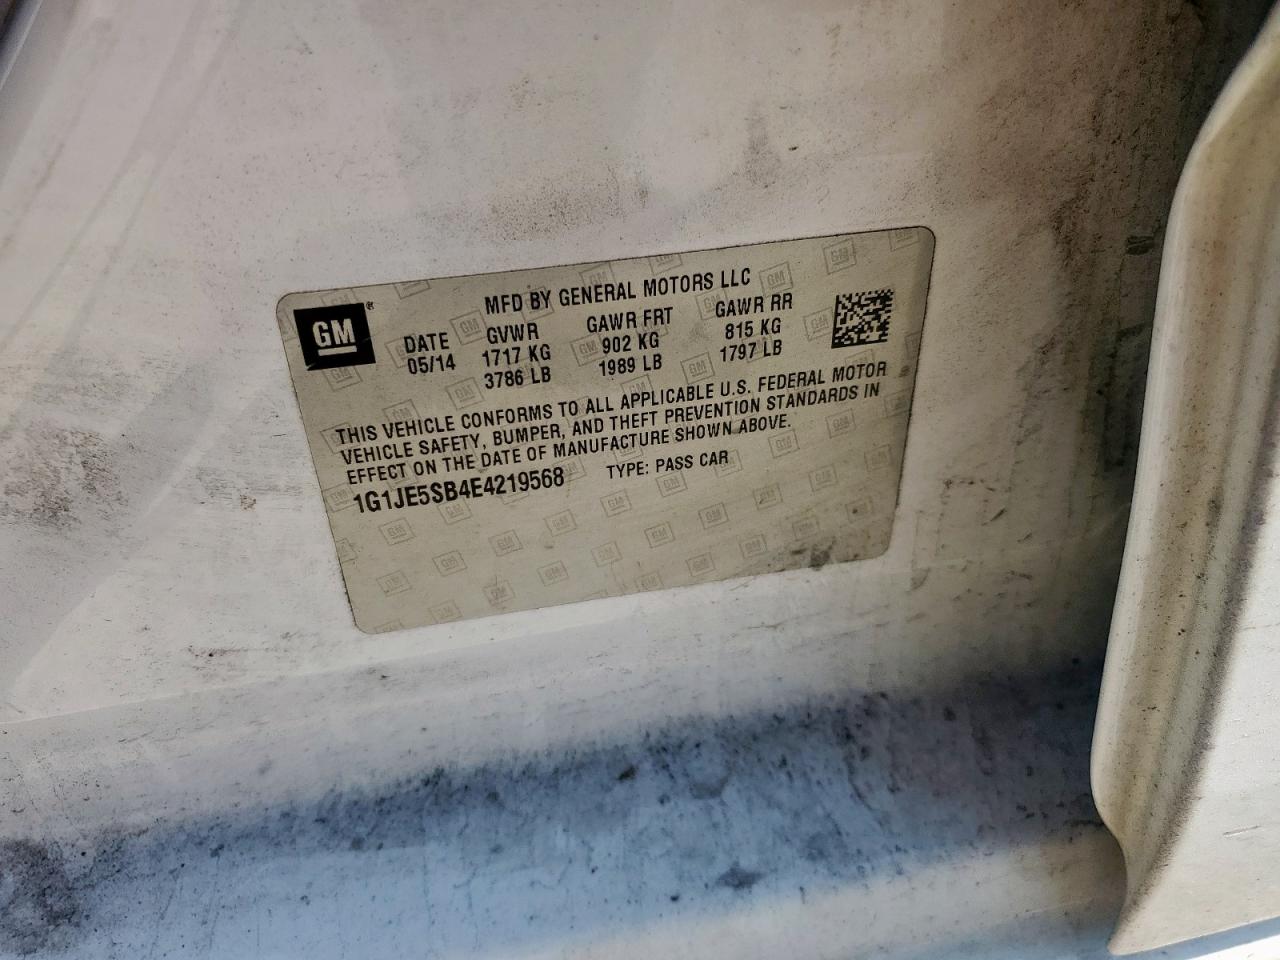 GM®
MFD BY GENERAL MOTORS LLC
DATE GVWR GAWR FRT GAWR RR
05/14 1717 KG 902 KG 815 KG
3786 LB 1989 LB 1797 LB
THIS VEHICLE CONFORMS TO ALL APPLICABLE U.S. FEDERAL MOTOR
VEHICLE SAFETY, BUMPER, AND THEFT PREVENTION STANDARDS IN
EFFECT ON THE DATE OF MANUFACTURE SHOWN ABOVE.
1G1JE5SB4E4219568 TYPE: PASS CAR